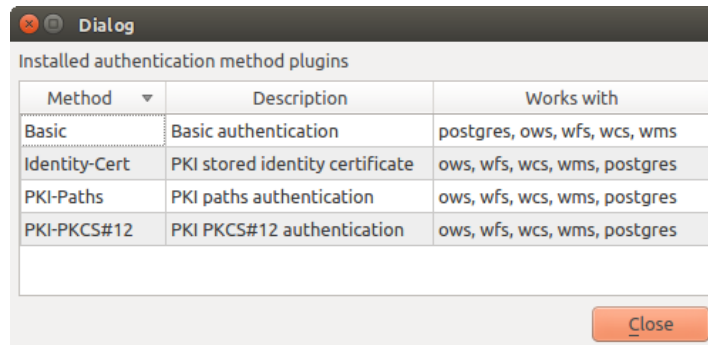 Dialog
Installed authentication method plugins
Method Description Works with
Basic Basic authentication postgres, ows, wfs, wcs, wms
Identity-Cert PKI stored identity certificate ows, wfs, wcs, wms, postgres
PKI-Paths PKI paths authentication ows, wfs, wcs, wms, postgres
PKI-PKCS#12 PKI PKCS#12 authentication ows, wfs, wcs, wms, postgres
Close